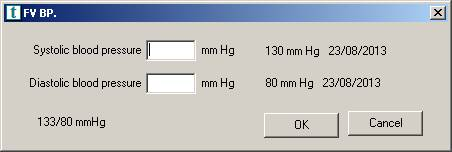 FV BP.
Systolic blood pressure mm Hg 130 mm Hg 23/08/2013
Diastolic blood pressure mm Hg 80 mm Hg 23/08/2013
133/80 mmHg OK Cancel